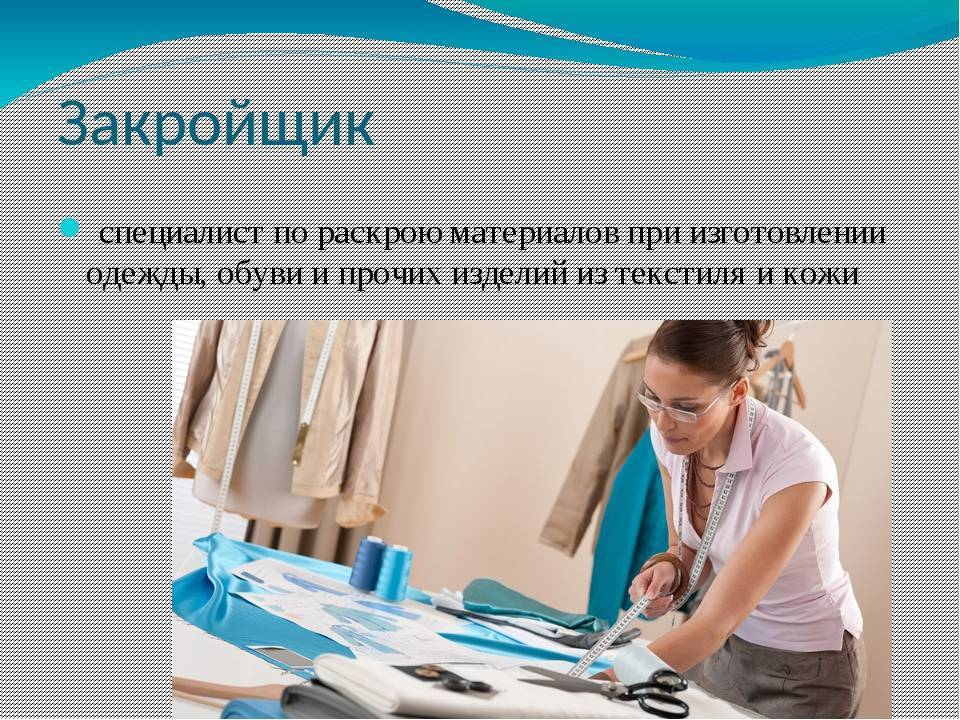 Закройщик
специалист по раскрою материалов при изготовлении
одежды, обуви и прочих изделий из текстиля и кожи